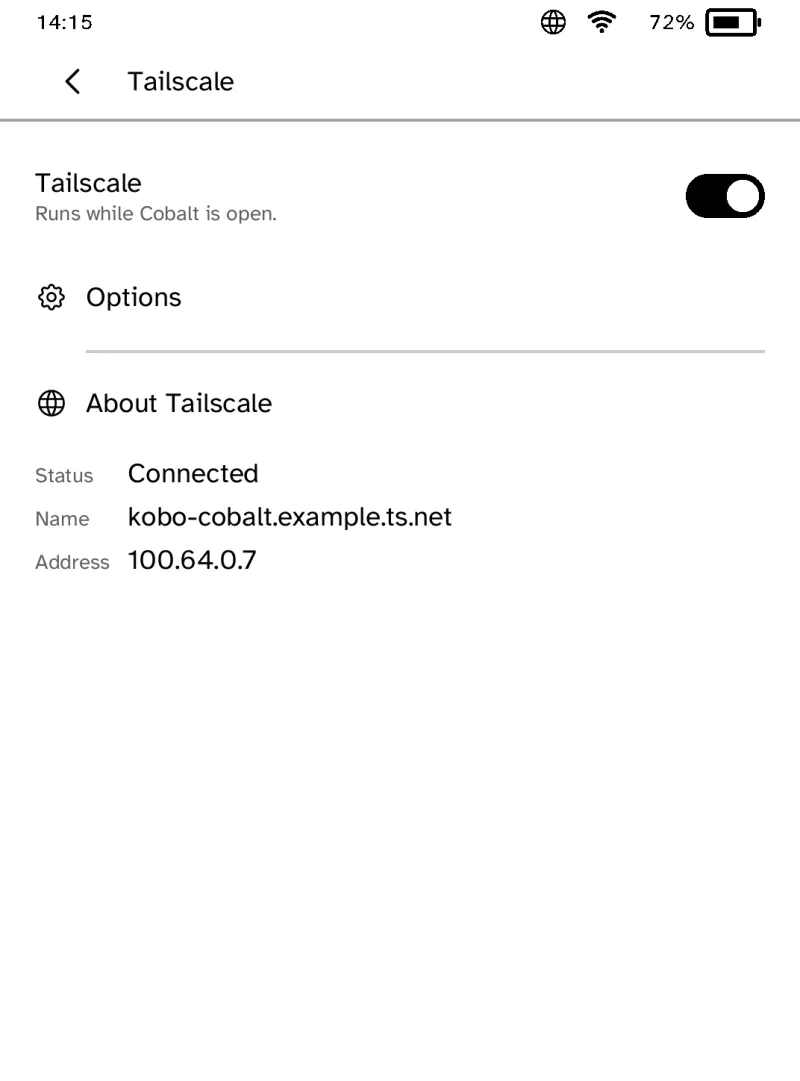 14:15 72%
Tailscale
Tailscale
Runs while Cobalt is open.
Options
About Tailscale
Status Connected
Name kobo-cobalt.example.ts.net
Address 100.64.0.7